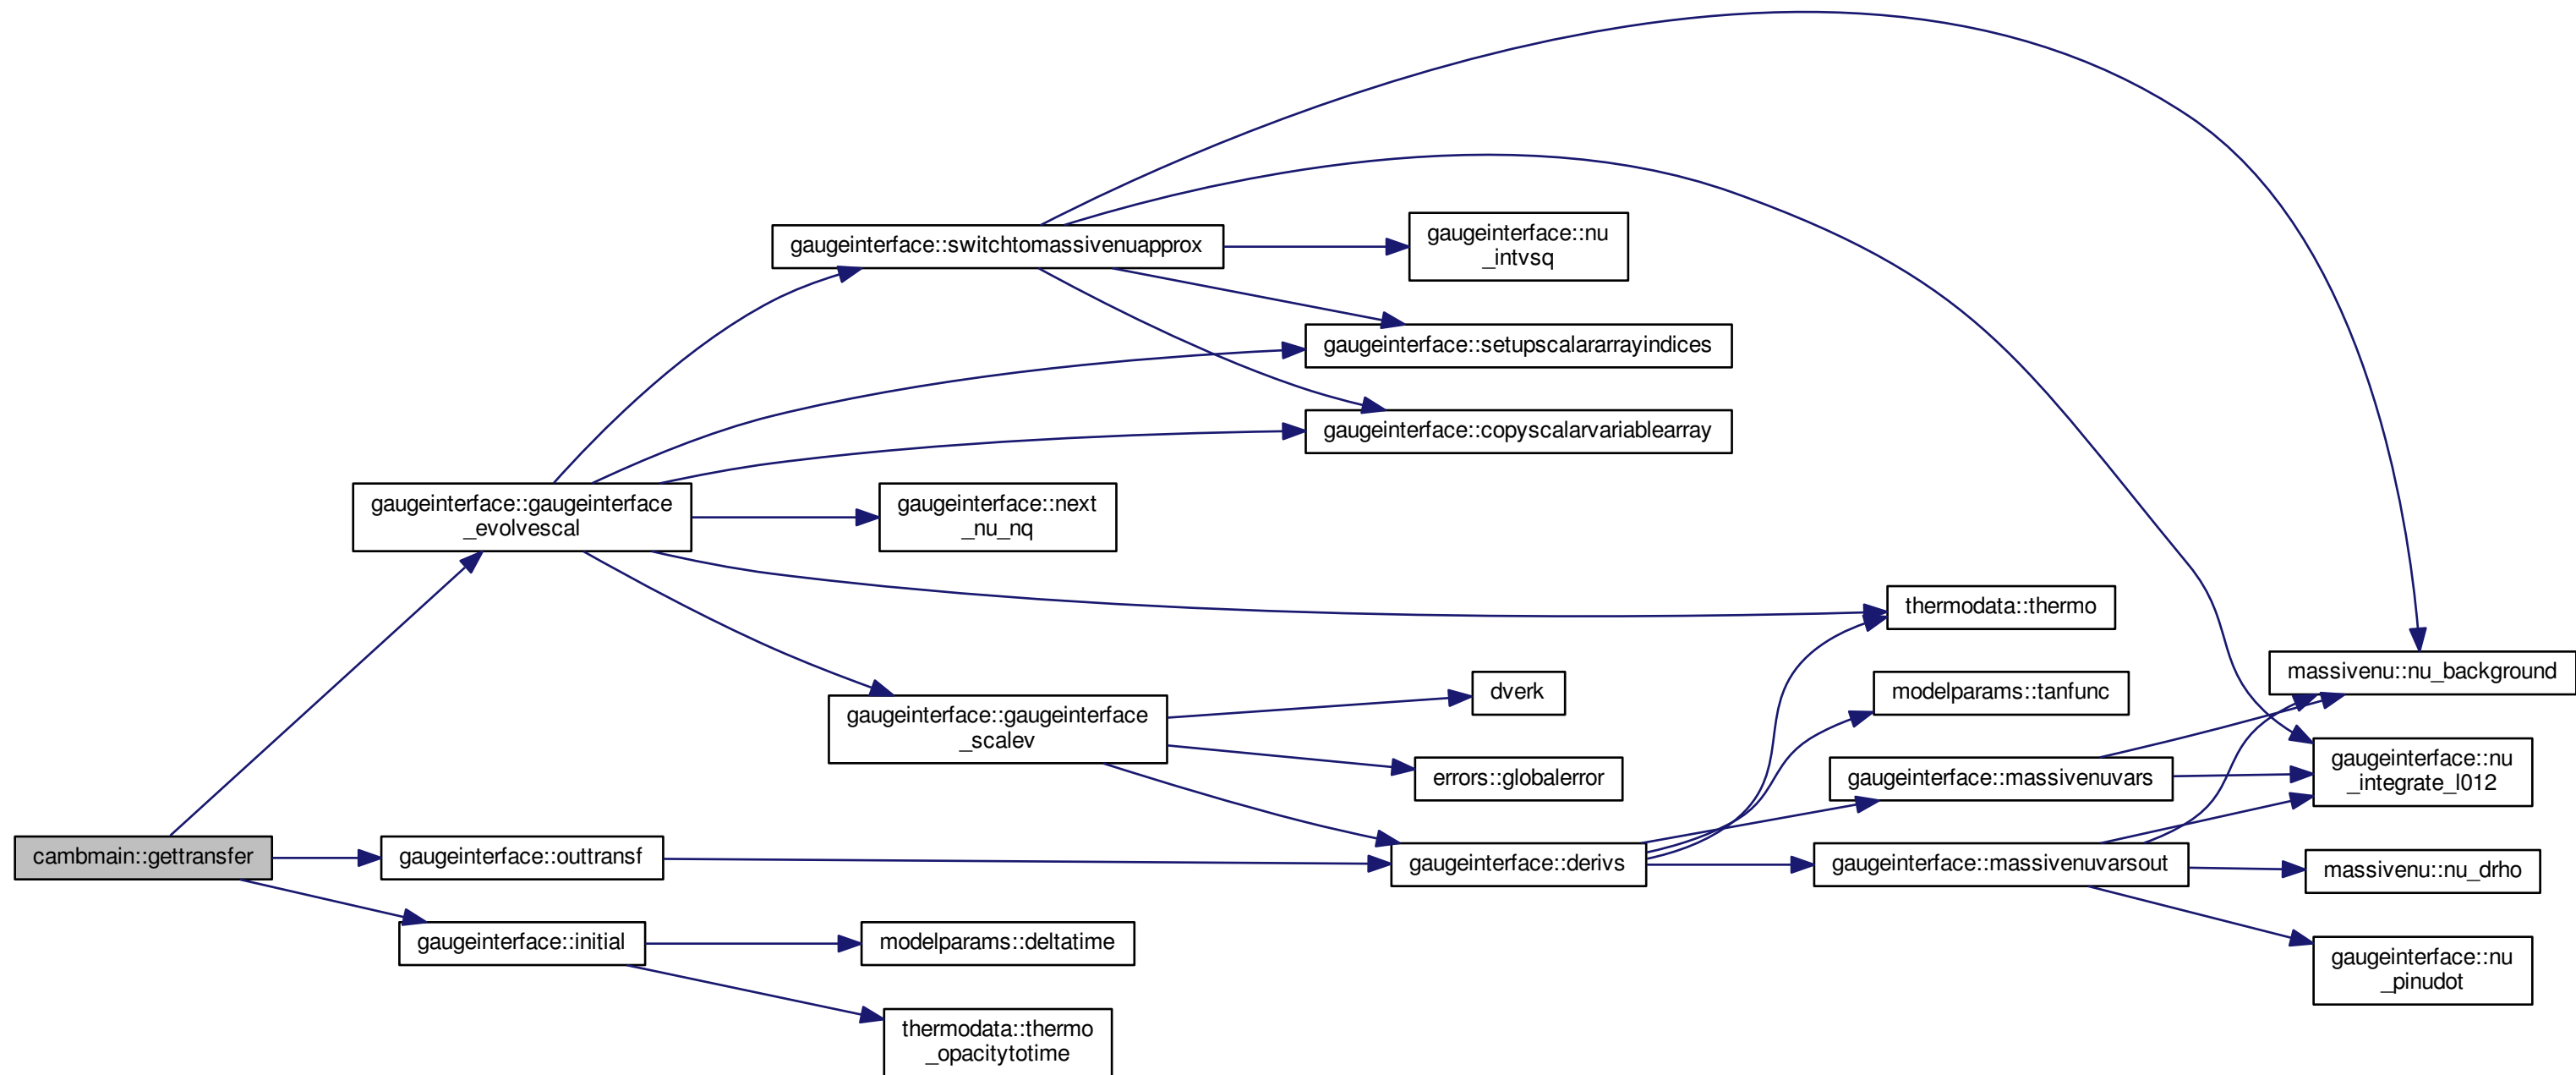 gaugeinterface::switchtomassivenuapprox
gaugeinterface::nu
_intvsq
gaugeinterface::setupscalararrayindices
gaugeinterface::copyscalarvariablearray
gaugeinterface::gaugeinterface
_evolvescal
gaugeinterface::next
_nu_nq
thermodata::thermo
massivenu::nu_background
modelparams::tanfunc
dverk
gaugeinterface::gaugeinterface
_scalev
errors::globalerror
gaugeinterface::massivenuvars
gaugeinterface::nu
_integrate_l012
cambmain::gettransfer
gaugeinterface::outtransf
gaugeinterface::derivs
gaugeinterface::massivenuvarsout
massivenu::nu_drho
gaugeinterface::initial
modelparams::deltatime
gaugeinterface::nu
_pinudot
thermodata::thermo
_opacitytotime